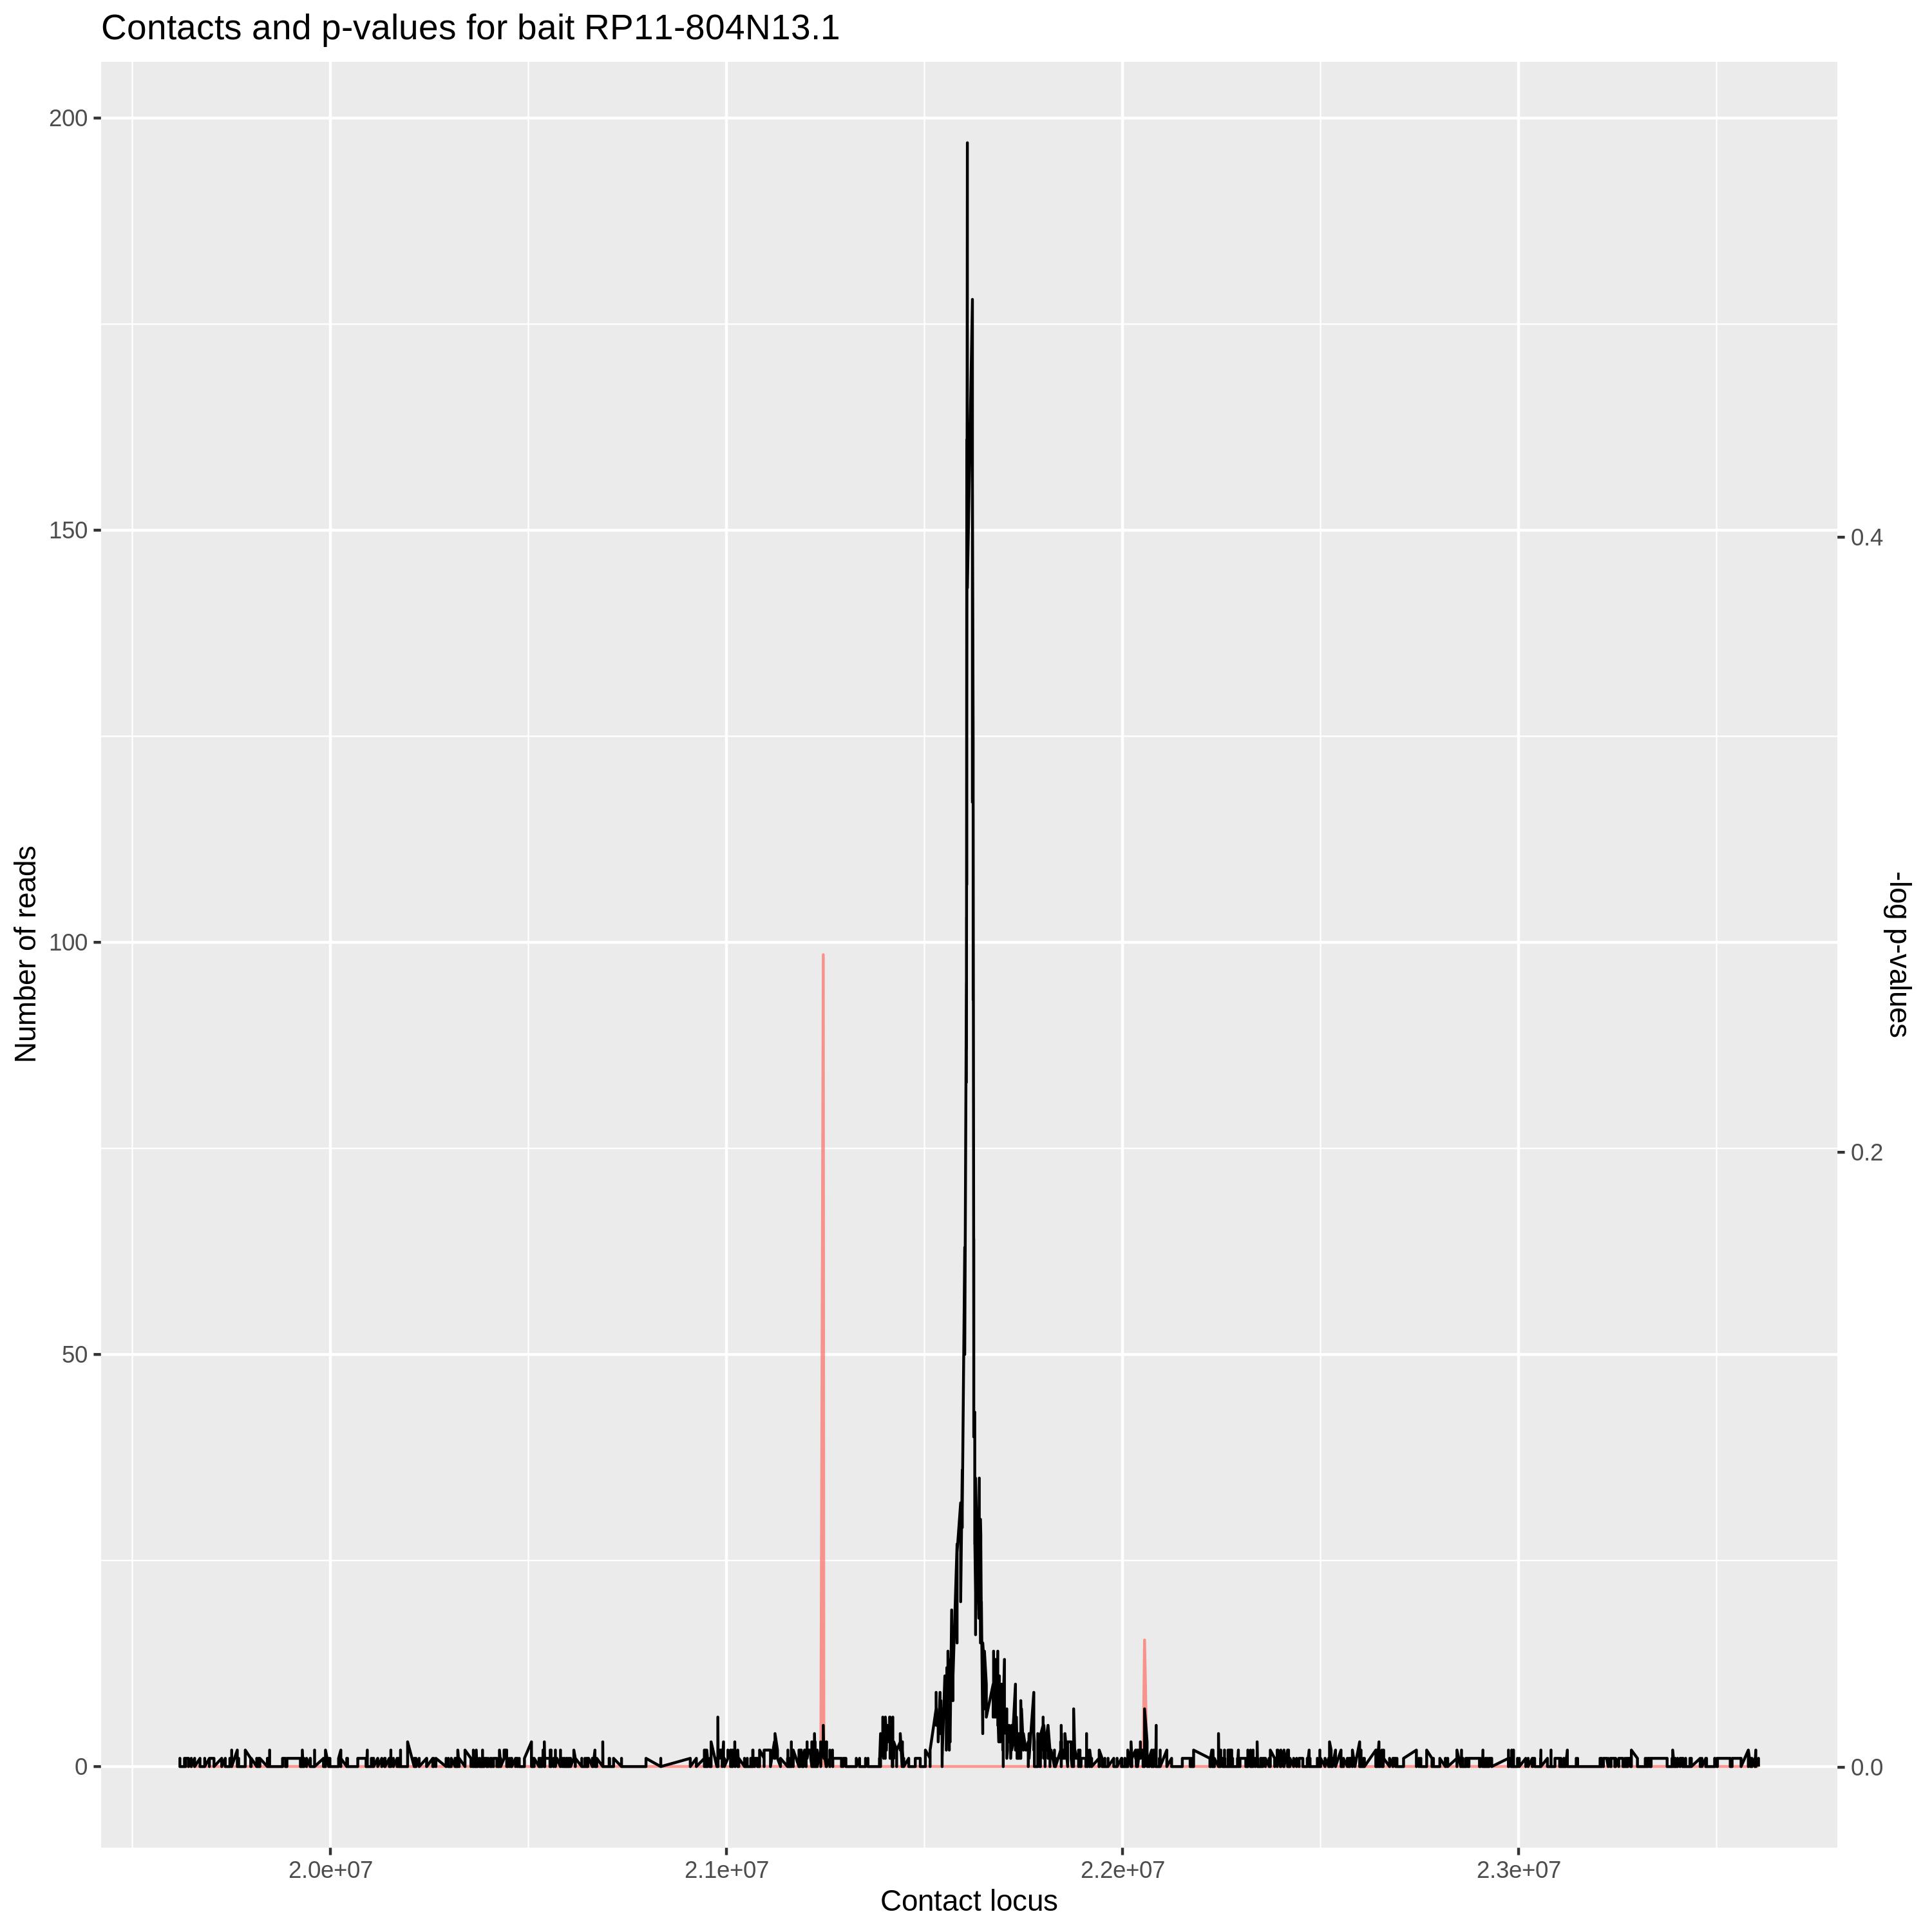 Contacts and p-values for bait RP11-804N13.1
200
150
100
50
0
Number of reads
0.4
0.2
0.0
-log p-values
2.0e+07
2.1e+07
2.2e+07
2.3e+07
Contact locus